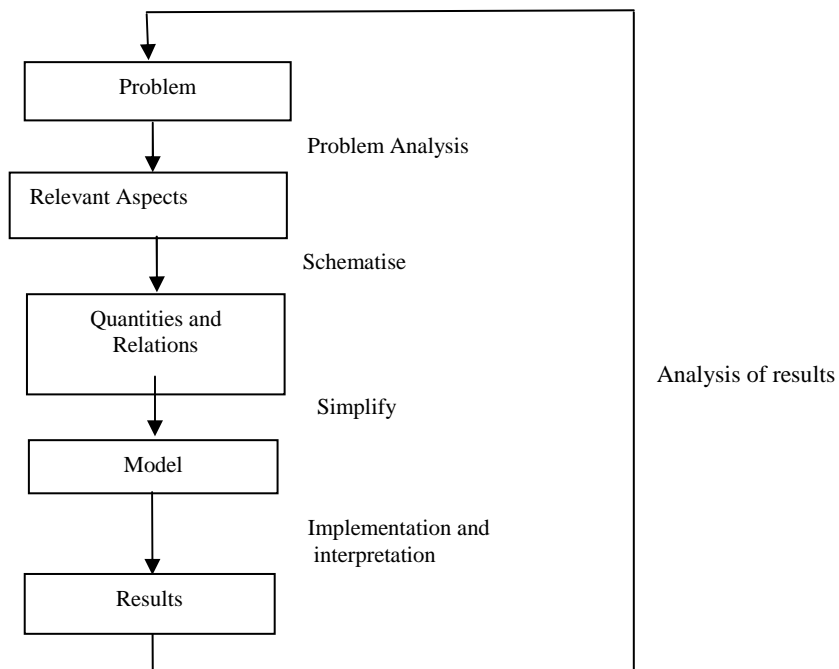 Problem
Problem Analysis
Relevant Aspects
Schematise
Quantities and
Relations
Analysis of results
Simplify
Model
Implementation and
interpretation
Results